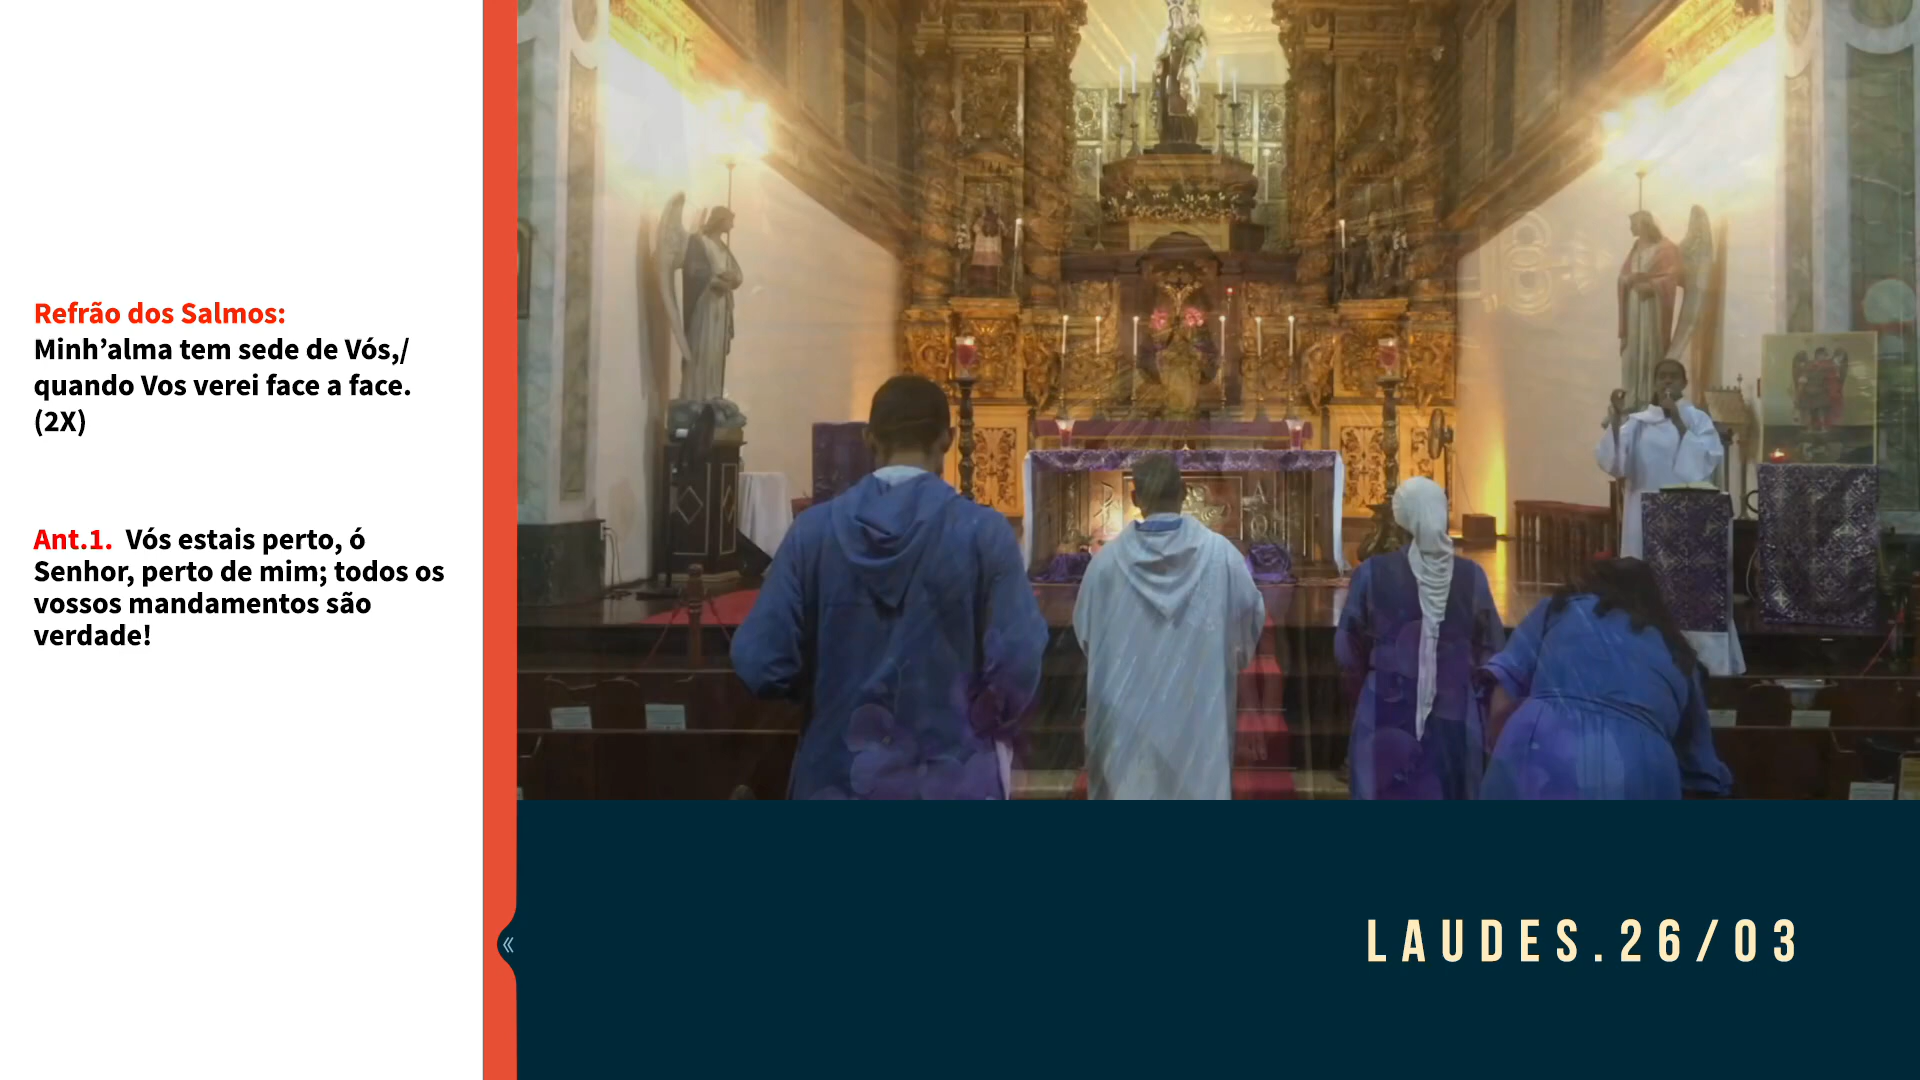 Refrão dos Salmos:
Minh’alma tem sede de Vós,/
quando Vos verei face a face.
(2X)
Ant.1.  Vós estais perto, ó
Senhor, perto de mim; todos os
vossos mandamentos são
verdade!
LAUDES.26/03